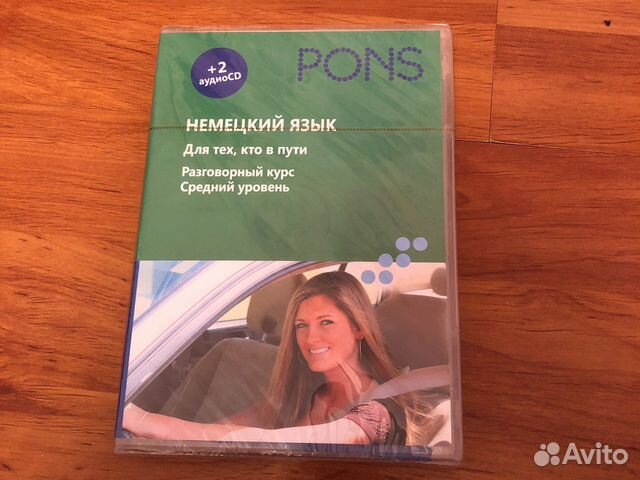 +2
аудиоCD
PONS
НЕМЕЦКИЙ ЯЗЫК
Для тех, кто в пути
Разговорный курс
Средний уровень
Avito